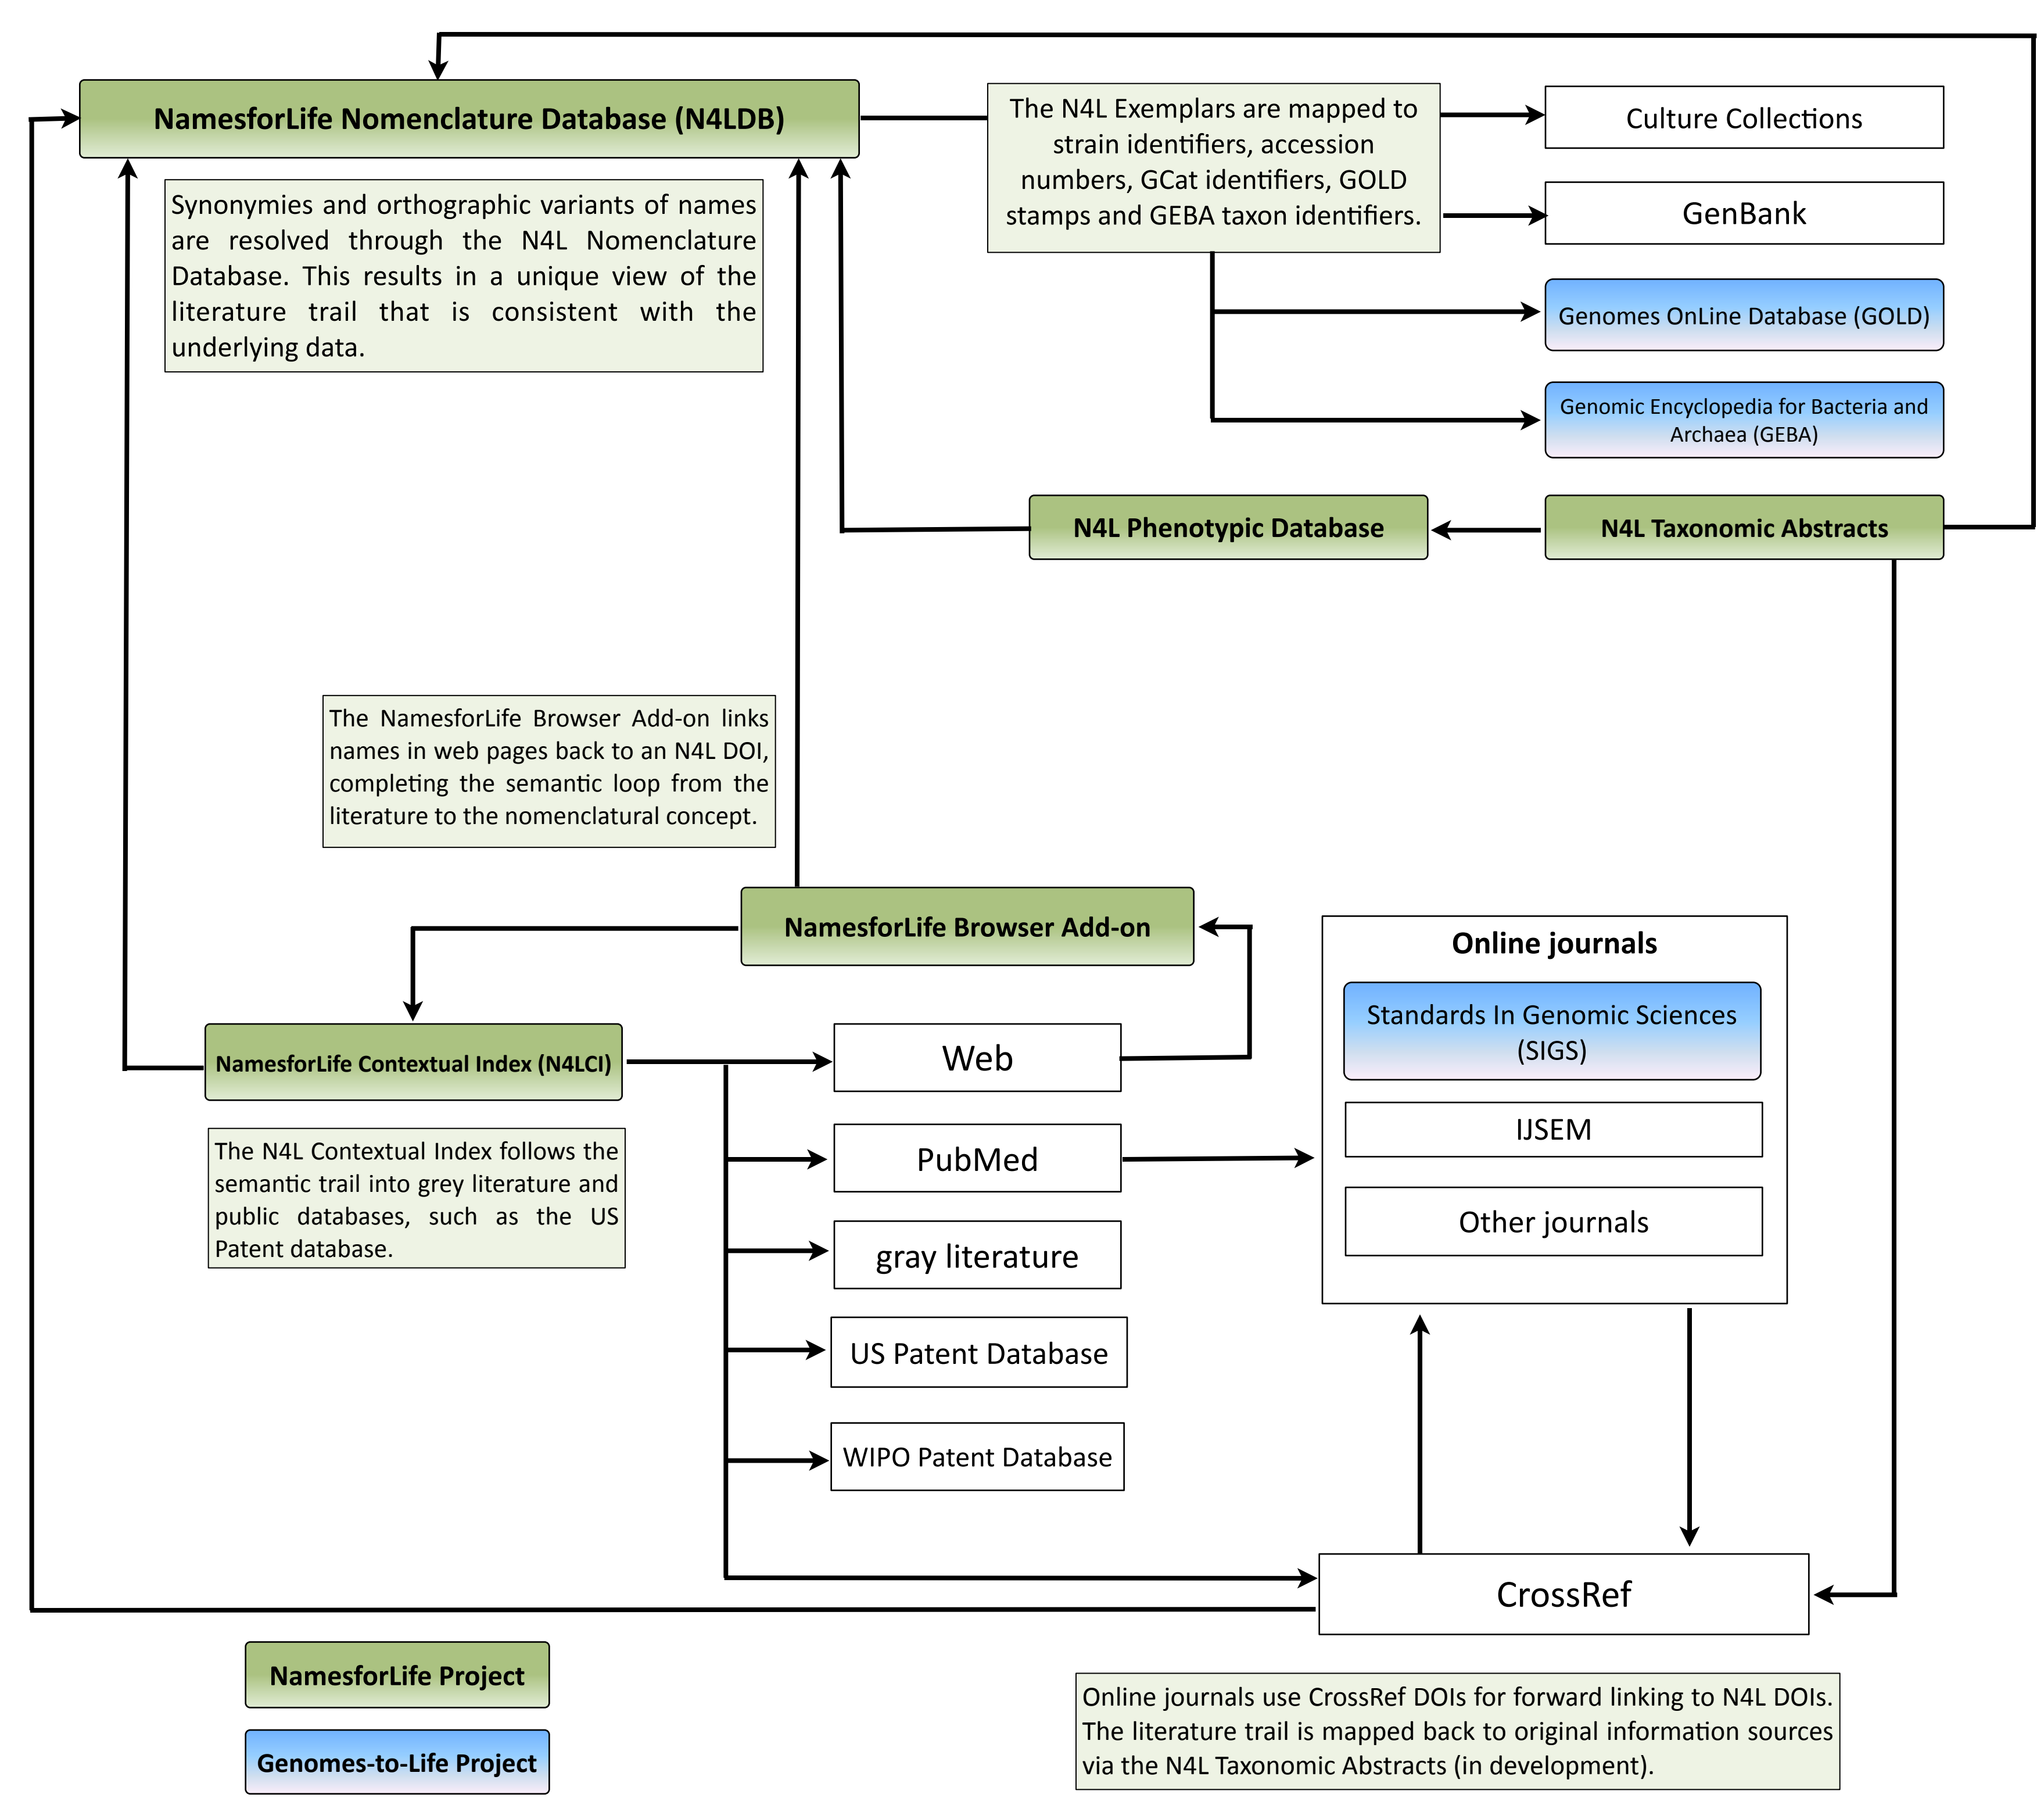 NamesforLife Nomenclature Database (N4LDB)
Synonymies and orthographic variants of names
are resolved through the N4L Nomenclature
Database. This results in a unique view of the
literature trail that is consistent with the
underlying data.
The N4L Exemplars are mapped to
strain identifiers, accession
numbers, GCat identifiers, GOLD
stamps and GEBA taxon identifiers.
Culture Collections
GenBank
Genomes OnLine Database (GOLD)
Genomic Encyclopedia for Bacteria and
Archaea (GEBA)
N4L Phenotypic Database
N4L Taxonomic Abstracts
The NamesforLife Browser Add-on links
names in web pages back to an N4L DOI,
completing the semantic loop from the
literature to the nomenclatural concept.
NamesforLife Browser Add-on
NamesforLife Contextual Index (N4LCI)
The N4L Contextual Index follows the
semantic trail into grey literature and
public databases, such as the US
Patent database.
Web
PubMed
gray literature
US Patent Database
WIPO Patent Database
Online journals
Standards In Genomic Sciences
(SIGS)
IJSEM
Other journals
CrossRef
NamesforLife Project
Genomes-to-Life Project
Online journals use CrossRef DOIs for forward linking to N4L DOIs.
The literature trail is mapped back to original information sources
via the N4L Taxonomic Abstracts (in development).